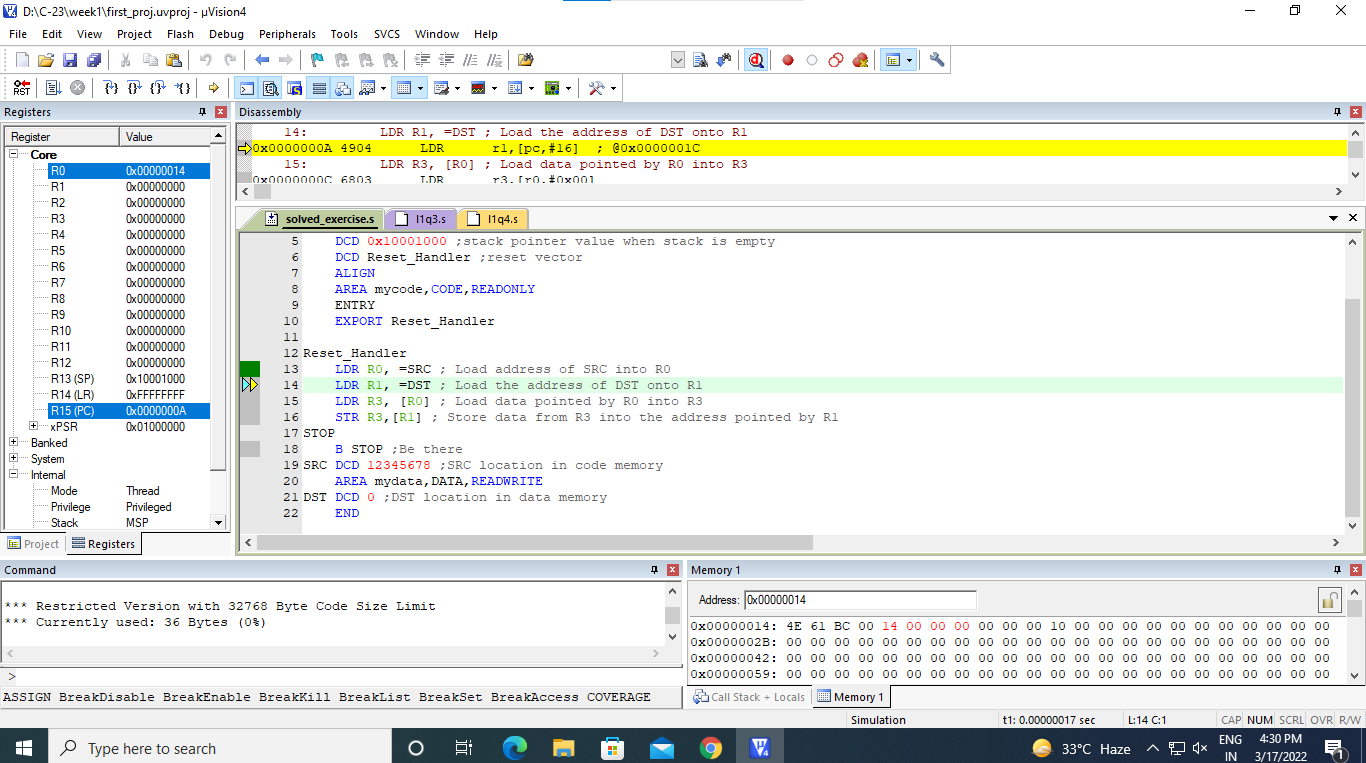 D:\C-23\week1\first_proj.uvproj - µVision4
File Edit View Project Flash Debug Peripherals Tools SVCS Window Help
RST
Registers
Register Value
Core
R0 0x00000014
R1 0x00000000
R2 0x00000000
R3 0x00000000
R4 0x00000000
R5 0x00000000
R6 0x00000000
R7 0x00000000
R8 0x00000000
R9 0x00000000
R10 0x00000000
R11 0x00000000
R12 0x00000000
R13 (SP) 0x10001000
R14 (LR) 0xFFFFFFFF
R15 (PC) 0x0000000A
xPSR 0x01000000
Banked
System
Internal
Mode Thread
Privilege Privileged
Stack MSP
Project Registers
Disassembly
14: LDR R1, =DST ; Load the address of DST onto R1
0x0000000A 4904 LDR r1,[pc,#16] ; @0x0000001C
15: LDR R3, [R0] ; Load data pointed by R0 into R3
0x0000000C 6803 LDR r3,[r0,#0x00]
solved_exercise.s l1q3.s l1q4.s
5 DCD 0x10001000 ;stack pointer value when stack is empty
6 DCD Reset_Handler ;reset vector
7 ALIGN
8 AREA mycode,CODE,READONLY
9 ENTRY
10 EXPORT Reset_Handler
11
12 Reset_Handler
13 LDR R0, =SRC ; Load address of SRC into R0
14 LDR R1, =DST ; Load the address of DST onto R1
15 LDR R3, [R0] ; Load data pointed by R0 into R3
16 STR R3,[R1] ; Store data from R3 into the address pointed by R1
17 STOP
18 B STOP ;Be there
19 SRC DCD 12345678 ;SRC location in code memory
20 AREA mydata,DATA,READWRITE
21 DST DCD 0 ;DST location in data memory
22 END
Command
*** Restricted Version with 32768 Byte Code Size Limit
*** Currently used: 36 Bytes (0%)
>
ASSIGN BreakDisable BreakEnable BreakKill BreakList BreakSet BreakAccess COVERAGE
Memory 1
Address: 0x00000014
0x00000014: 4E 61 BC 00 14 00 00 00 00 00 00 10 00 00 00 00 00 00 00 00 00 00 00
0x0000002B: 00 00 00 00 00 00 00 00 00 00 00 00 00 00 00 00 00 00 00 00 00 00 00
0x00000042: 00 00 00 00 00 00 00 00 00 00 00 00 00 00 00 00 00 00 00 00 00 00 00
0x00000059: 00 00 00 00 00 00 00 00 00 00 00 00 00 00 00 00 00 00 00 00 00 00 00
Call Stack + Locals Memory 1
Simulation t1: 0.00000017 sec L:14 C:1 CAP NUM SCRL OVR R/W
Type here to search
33°C Haze
ENG
IN
4:30 PM
3/17/2022
1